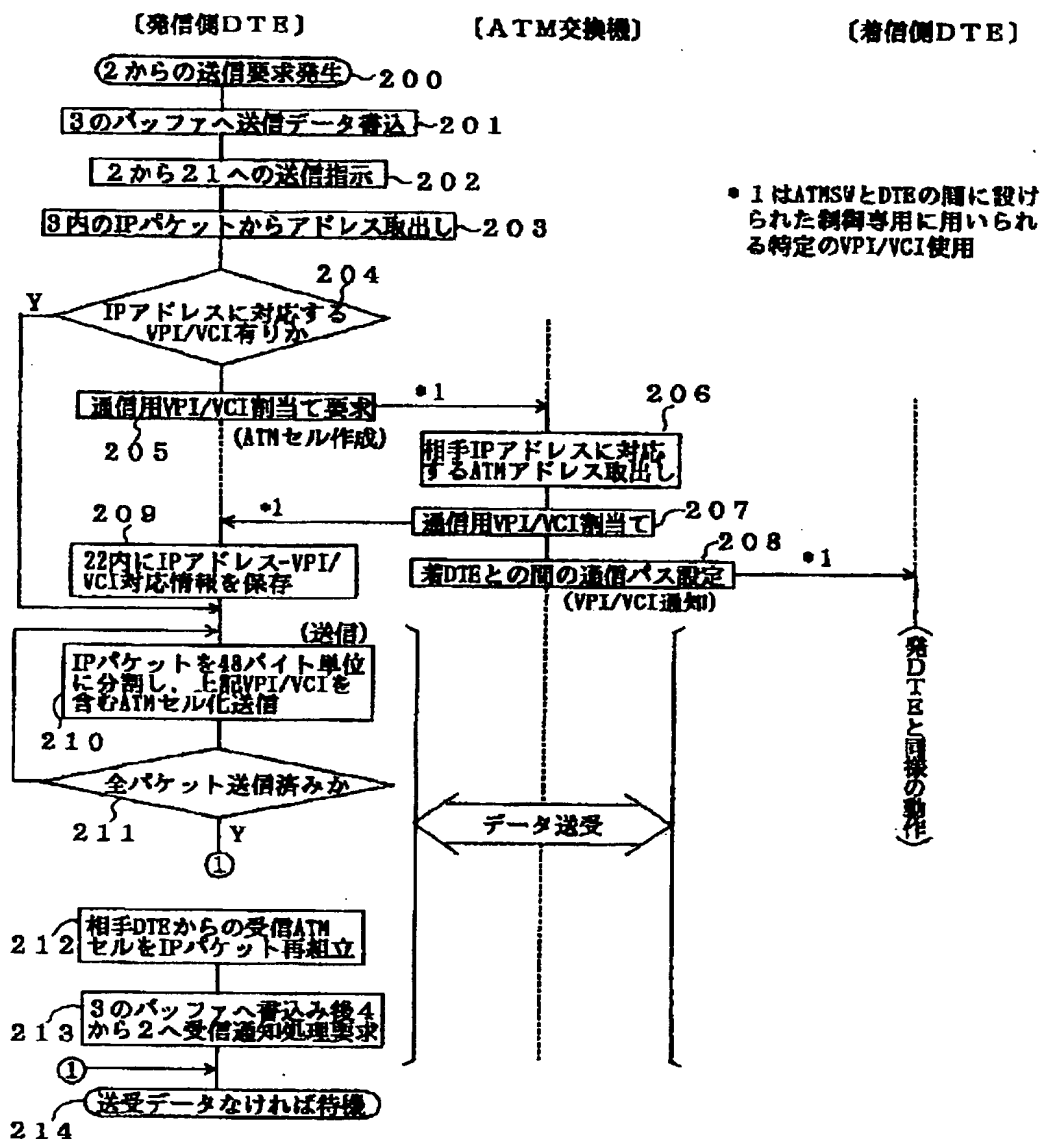 〔発信側DTE〕
〔ATM交換機〕
〔着信側DTE〕
2からの送信要求発生
200
3のバッファへ送信データ書込
201
2から21への送信指示
202
3内のIPパケットからアドレス取出し
203
*1はATMSWとDTEの間に設け
られた制御専用に用いられ
る特定のVPI/VCI使用
204
Y
IPアドレスに対応する
VPI/VCI有りか
通信用VPI/VCI割当て要求
*1
(ATMセル作成)
205
206
相手IPアドレスに対応
するATMアドレス取出し
*1
通信用VPI/VCI割当て
207
209
22内にIPアドレス-VPI/
VCI対応情報を保存
208
着DTEとの間の通信パス設定
*1
(VPI/VCI通知)
(送信)
IPパケットを48バイト単位
に分割し、上記VPI/VCIを
含むATMセル化送信
210
全パケット送信済みか
211
Y
①
データ送受
(発DTEと同様の動作)
212
相手DTEからの受信ATM
セルをIPパケット再組立
213
3のバッファへ書込み後4
から2へ受信通知処理要求
①
送受データなければ待機
214